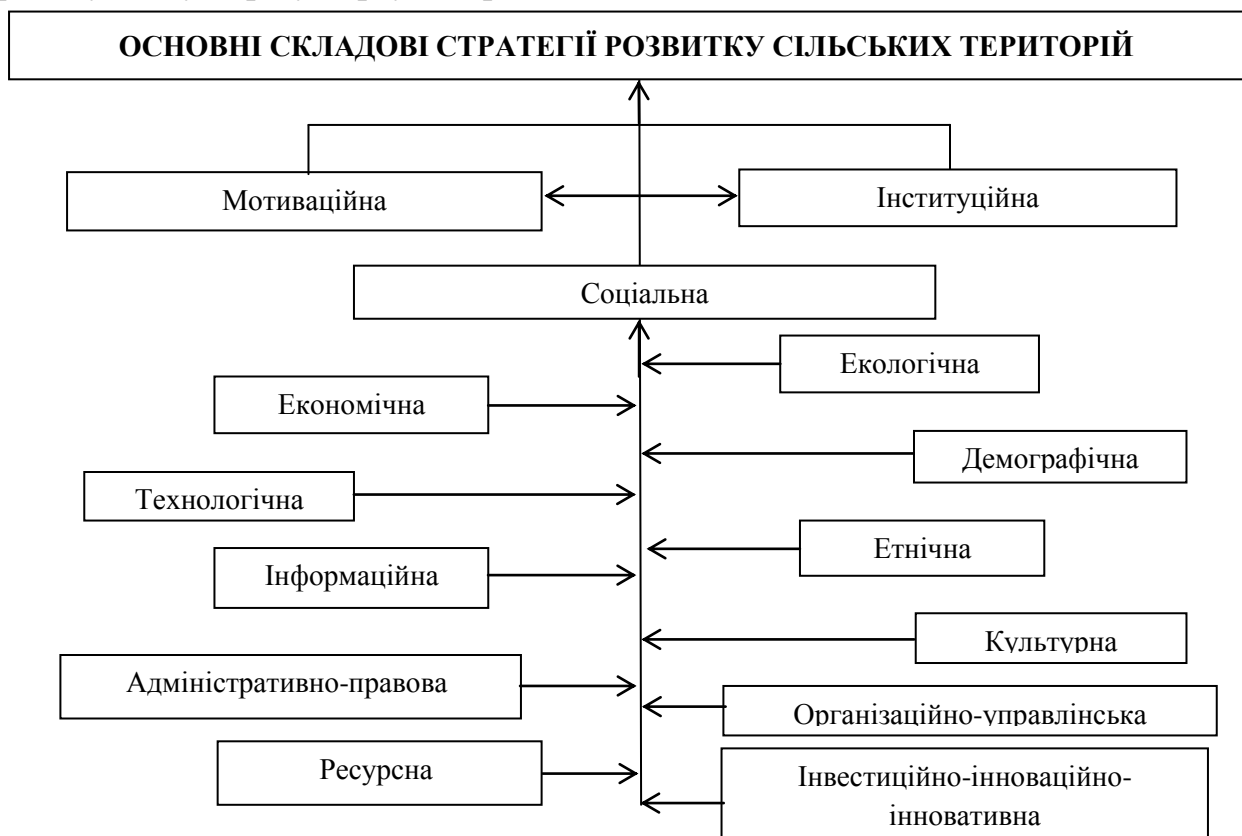 ОСНОВНІ СКЛАДОВІ СТРАТЕГІЇ РОЗВИТКУ СІЛЬСЬКИХ ТЕРИТОРІЙ
Мотиваційна
Інституційна
Соціальна
Екологічна
Економічна
Демографічна
Технологічна
Етнічна
Інформаційна
Культурна
Адміністративно-правова
Організаційно-управлінська
Ресурсна
Інвестиційно-інноваційно-
інновативна